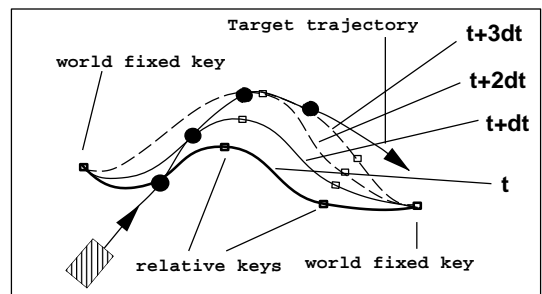 Target trajectory
t+3dt
world fixed key
t+2dt
t+dt
t
relative keys
world fixed key